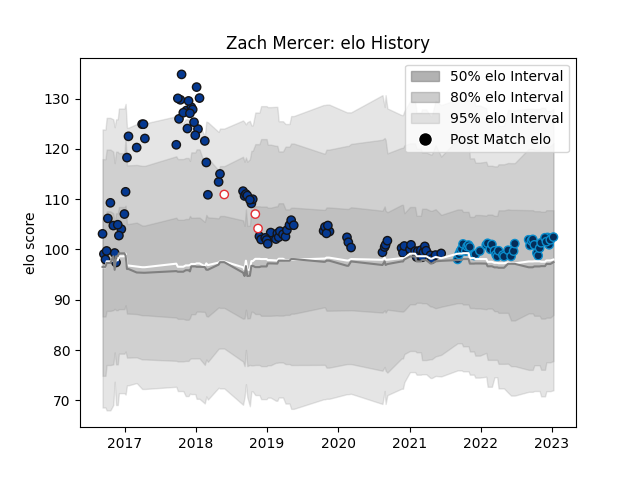 Zach Mercer: elo History
50% elo Interval
80% elo Interval
95% elo Interval
Post Match elo
elo score
130
120
110
100
90
80
70
2017 2018 2019 2020 2021 2022 2023